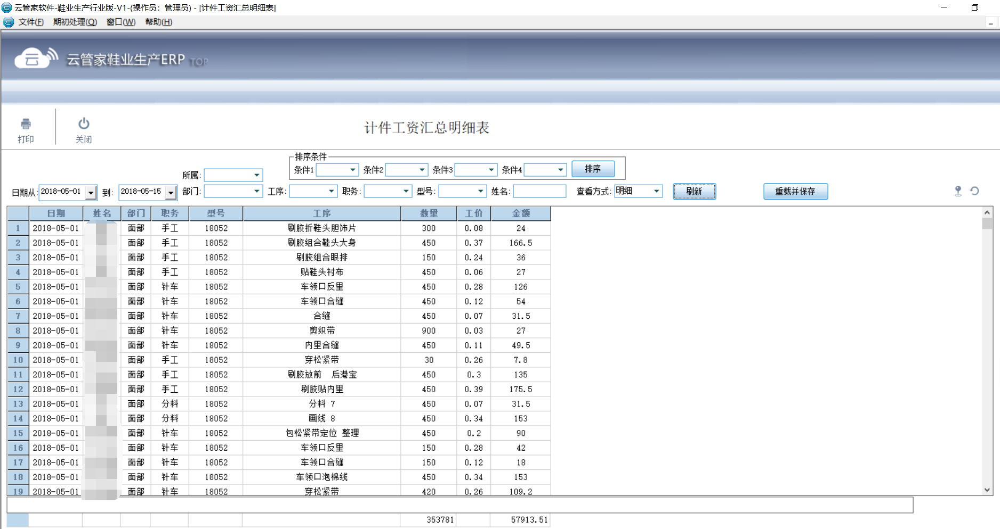 云管家软件-鞋业生产行业版-V1-(操作员：管理员) - [计件工资汇总明细表]
文件(F) 期初处理(Q) 窗口(W) 帮助(H)
云 云管家鞋业生产ERP TOP
打印 关闭 计件工资汇总明细表
排序条件
所属: 条件1 条件2 条件3 条件4 排序
日期从: 2018-05-01 到: 2018-05-15 部门: 工序: 职务: 型号: 姓名: 查看方式: 明细 刷新 重载并保存
日期 姓名 部门 职务 型号 工序 数量 工价 金额
1 2018-05-01 面部 手工 18052 刷胶折鞋头胆饰片 300 0.08 24
2 2018-05-01 面部 手工 18052 刷胶组合鞋头大身 450 0.37 166.5
3 2018-05-01 面部 手工 18052 刷胶组合眼排 150 0.24 36
4 2018-05-01 面部 手工 18052 贴鞋头衬布 450 0.06 27
5 2018-05-01 面部 针车 18052 车领口反里 450 0.28 126
6 2018-05-01 面部 针车 18052 车领口合缝 450 0.12 54
7 2018-05-01 面部 针车 18052 合缝 450 0.07 31.5
8 2018-05-01 面部 针车 18052 剪织带 900 0.03 27
9 2018-05-01 面部 针车 18052 内里合缝 450 0.11 49.5
10 2018-05-01 面部 手工 18052 穿松紧带 30 0.26 7.8
11 2018-05-01 面部 手工 18052 刷胶放前 后港宝 450 0.3 135
12 2018-05-01 面部 手工 18052 刷胶贴内里 450 0.39 175.5
13 2018-05-01 面部 分料 18052 分料 7 450 0.07 31.5
14 2018-05-01 面部 分料 18052 画线 8 450 0.34 153
15 2018-05-01 面部 针车 18052 包松紧带定位 整理 450 0.2 90
16 2018-05-01 面部 针车 18052 车领口反里 150 0.28 42
17 2018-05-01 面部 针车 18052 车领口合缝 150 0.12 18
18 2018-05-01 面部 针车 18052 车领口泡棉线 450 0.34 153
19 2018-05-01 面部 针车 18052 穿松紧带 420 0.26 109.2
353781 57913.51